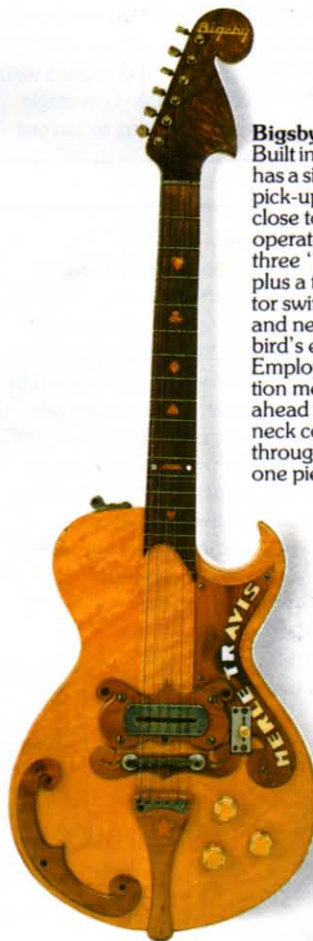 Bigsby
Bigsby
Built in
has a si
pick-up
close to
operat
three '
plus a t
tor swit
and ne
bird's e
Emplo
tion me
ahead
neck co
through
one pie
MERLE TRAVIS